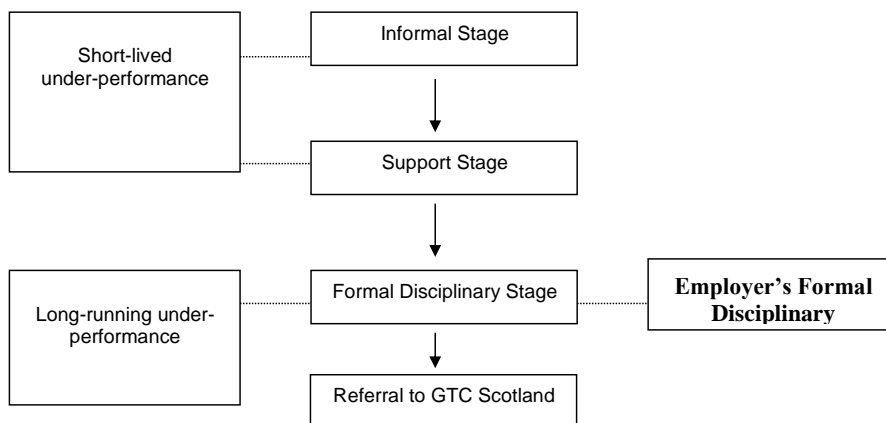 Short-lived
under-performance
Informal Stage
Support Stage
Long-running under-
performance
Formal Disciplinary Stage
Employer's Formal
Disciplinary
Referral to GTC Scotland